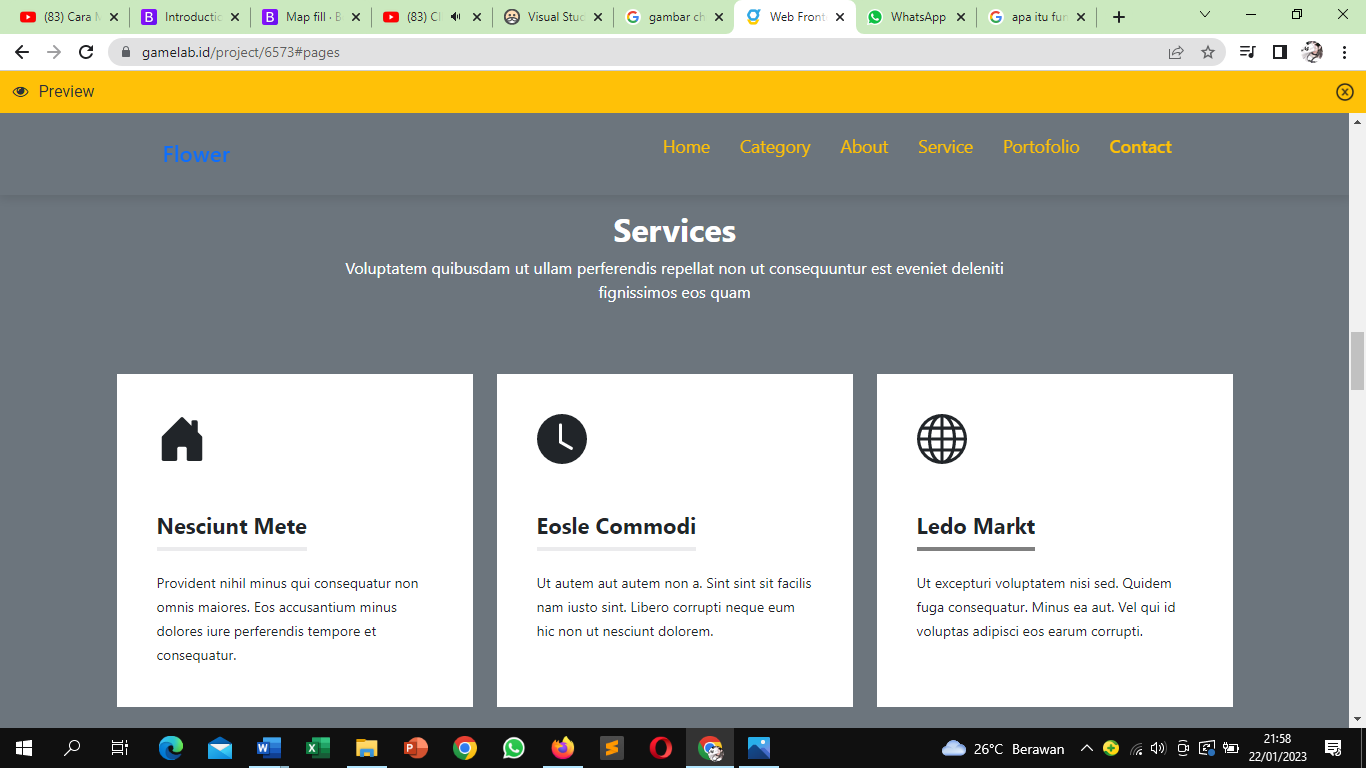 (83) Cara M
Introductio
Map fill · B
(83) Cl
Visual Stud
gambar ch
Web Front
WhatsApp
apa itu fun
gamelab.id/project/6573#pages
Preview
Flower
Home
Category
About
Service
Portofolio
Contact
Services
Voluptatem quibusdam ut ullam perferendis repellat non ut consequuntur est eveniet deleniti
fignissimos eos quam
Nesciunt Mete
Provident nihil minus qui consequatur non
omnis maiores. Eos accusantium minus
dolores iure perferendis tempore et
consequatur.
Eosle Commodi
Ut autem aut autem non a. Sint sint sit facilis
nam iusto sint. Libero corrupti neque eum
hic non ut nesciunt dolorem.
Ledo Markt
Ut excepturi voluptatem nisi sed. Quidem
fuga consequatur. Minus ea aut. Vel qui id
voluptas adipisci eos earum corrupti.
26°C Berawan
21:58
22/01/2023